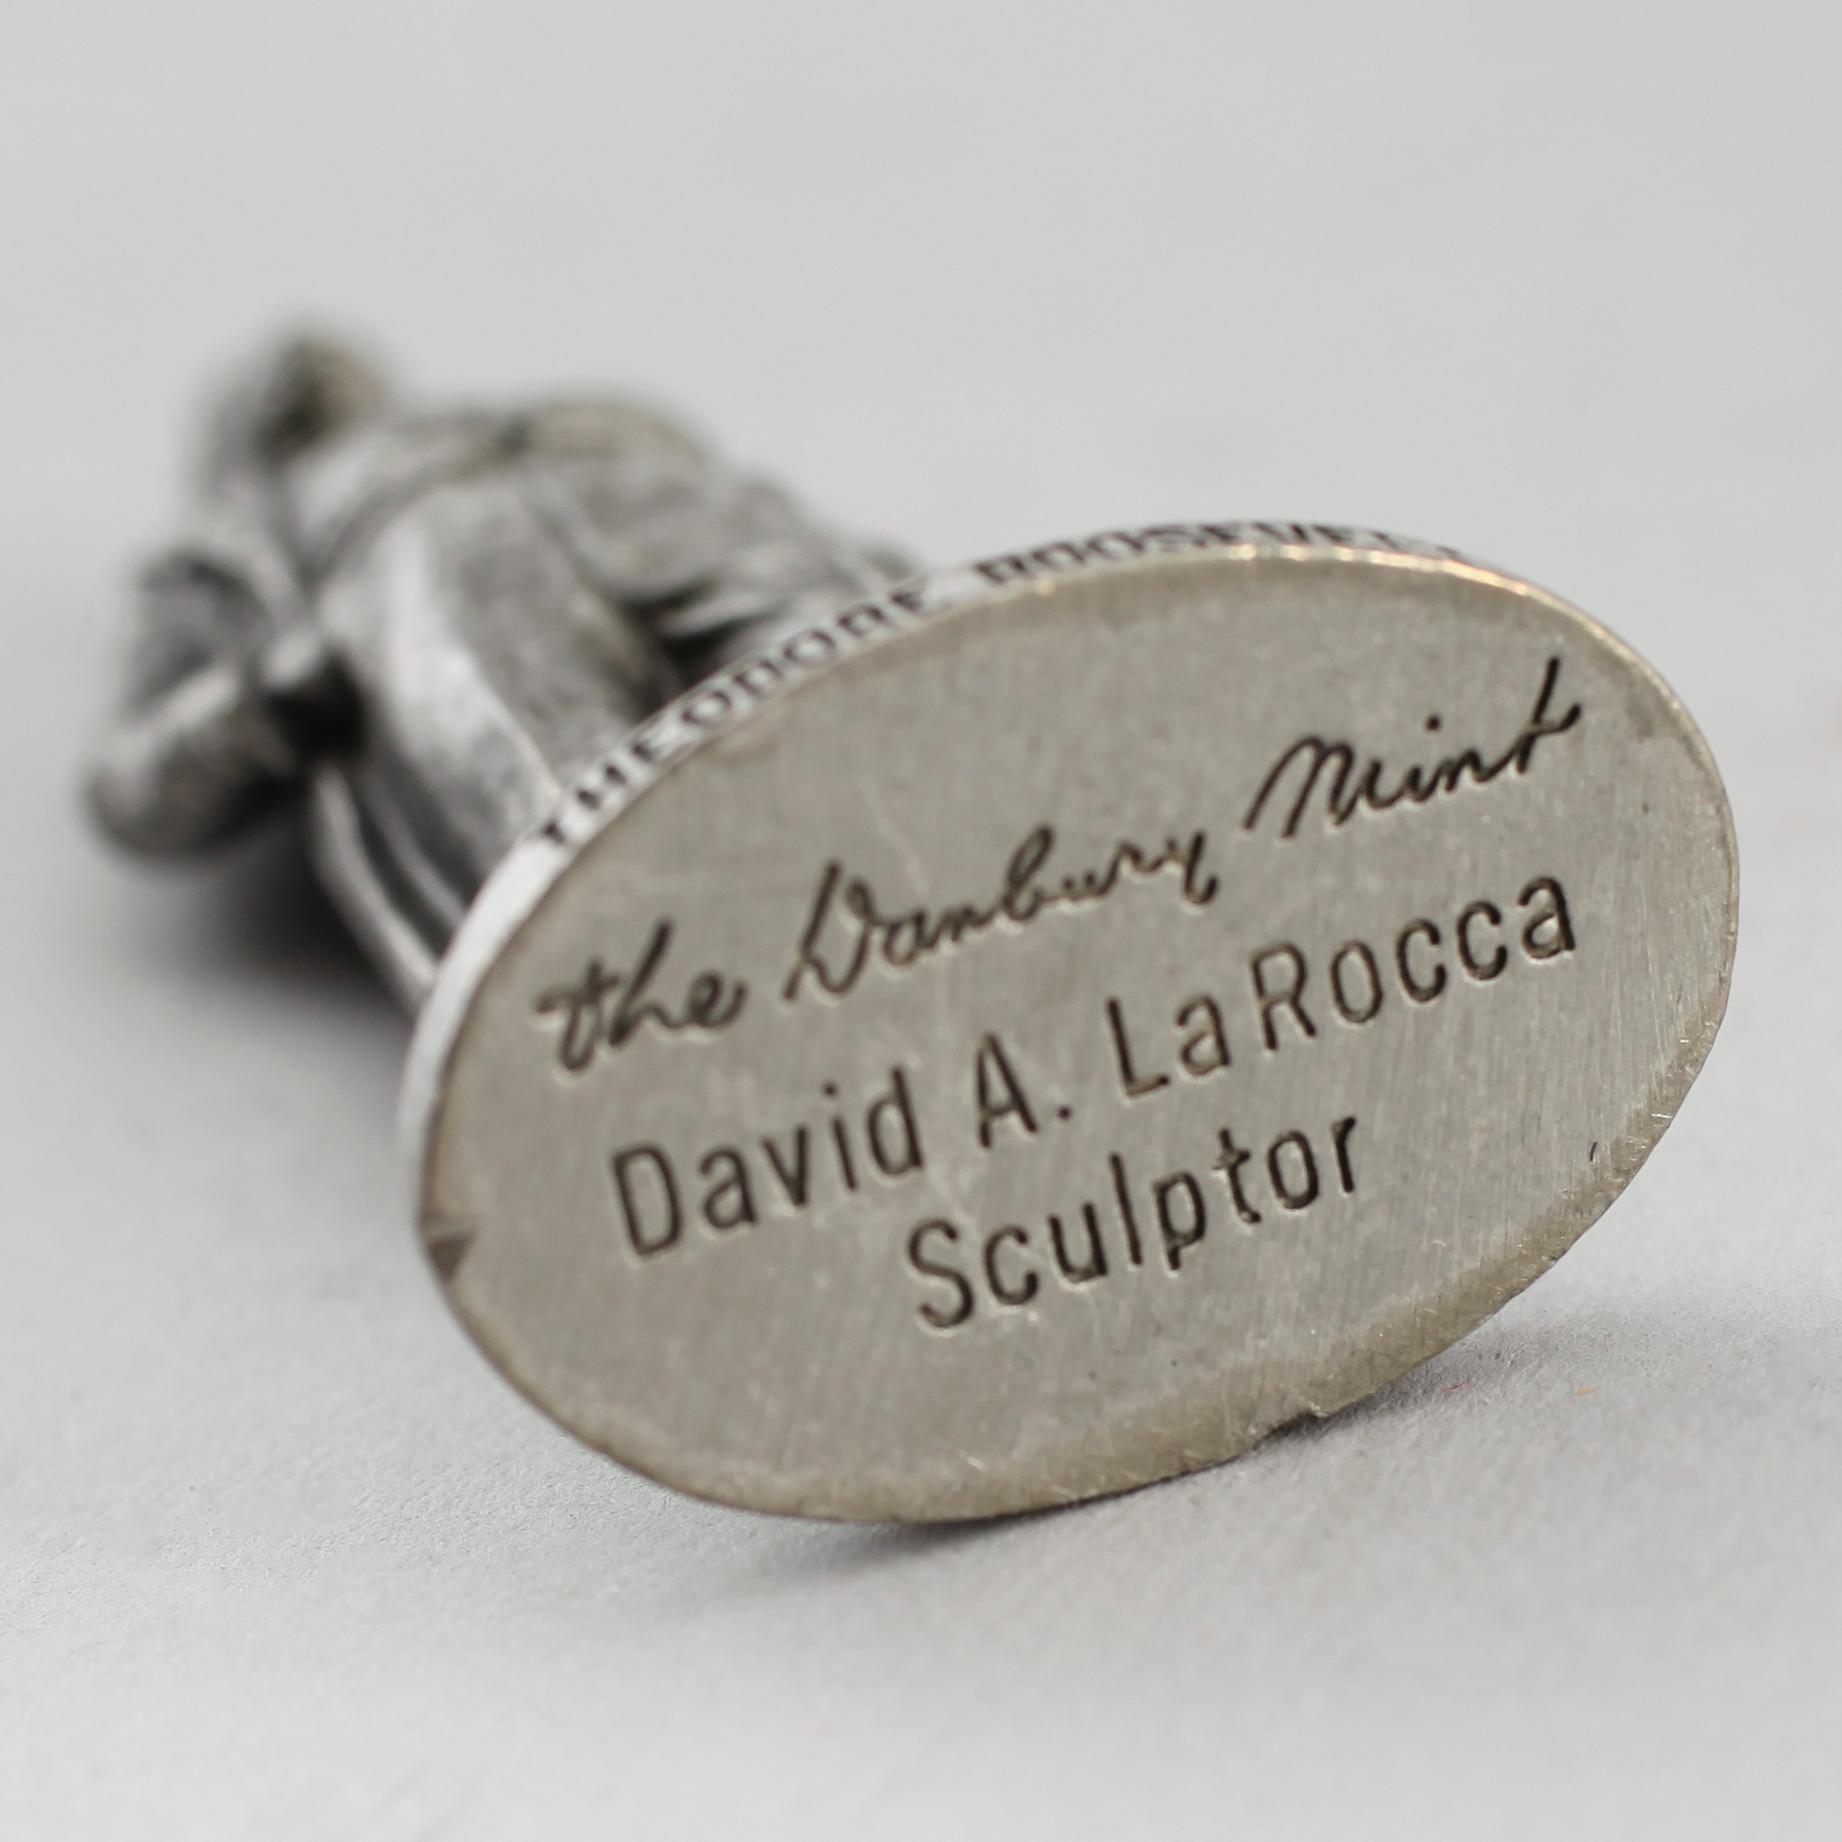 THEODORE ROOSEVELT
the Danbury Mint
David A. LaRocca
Sculptor